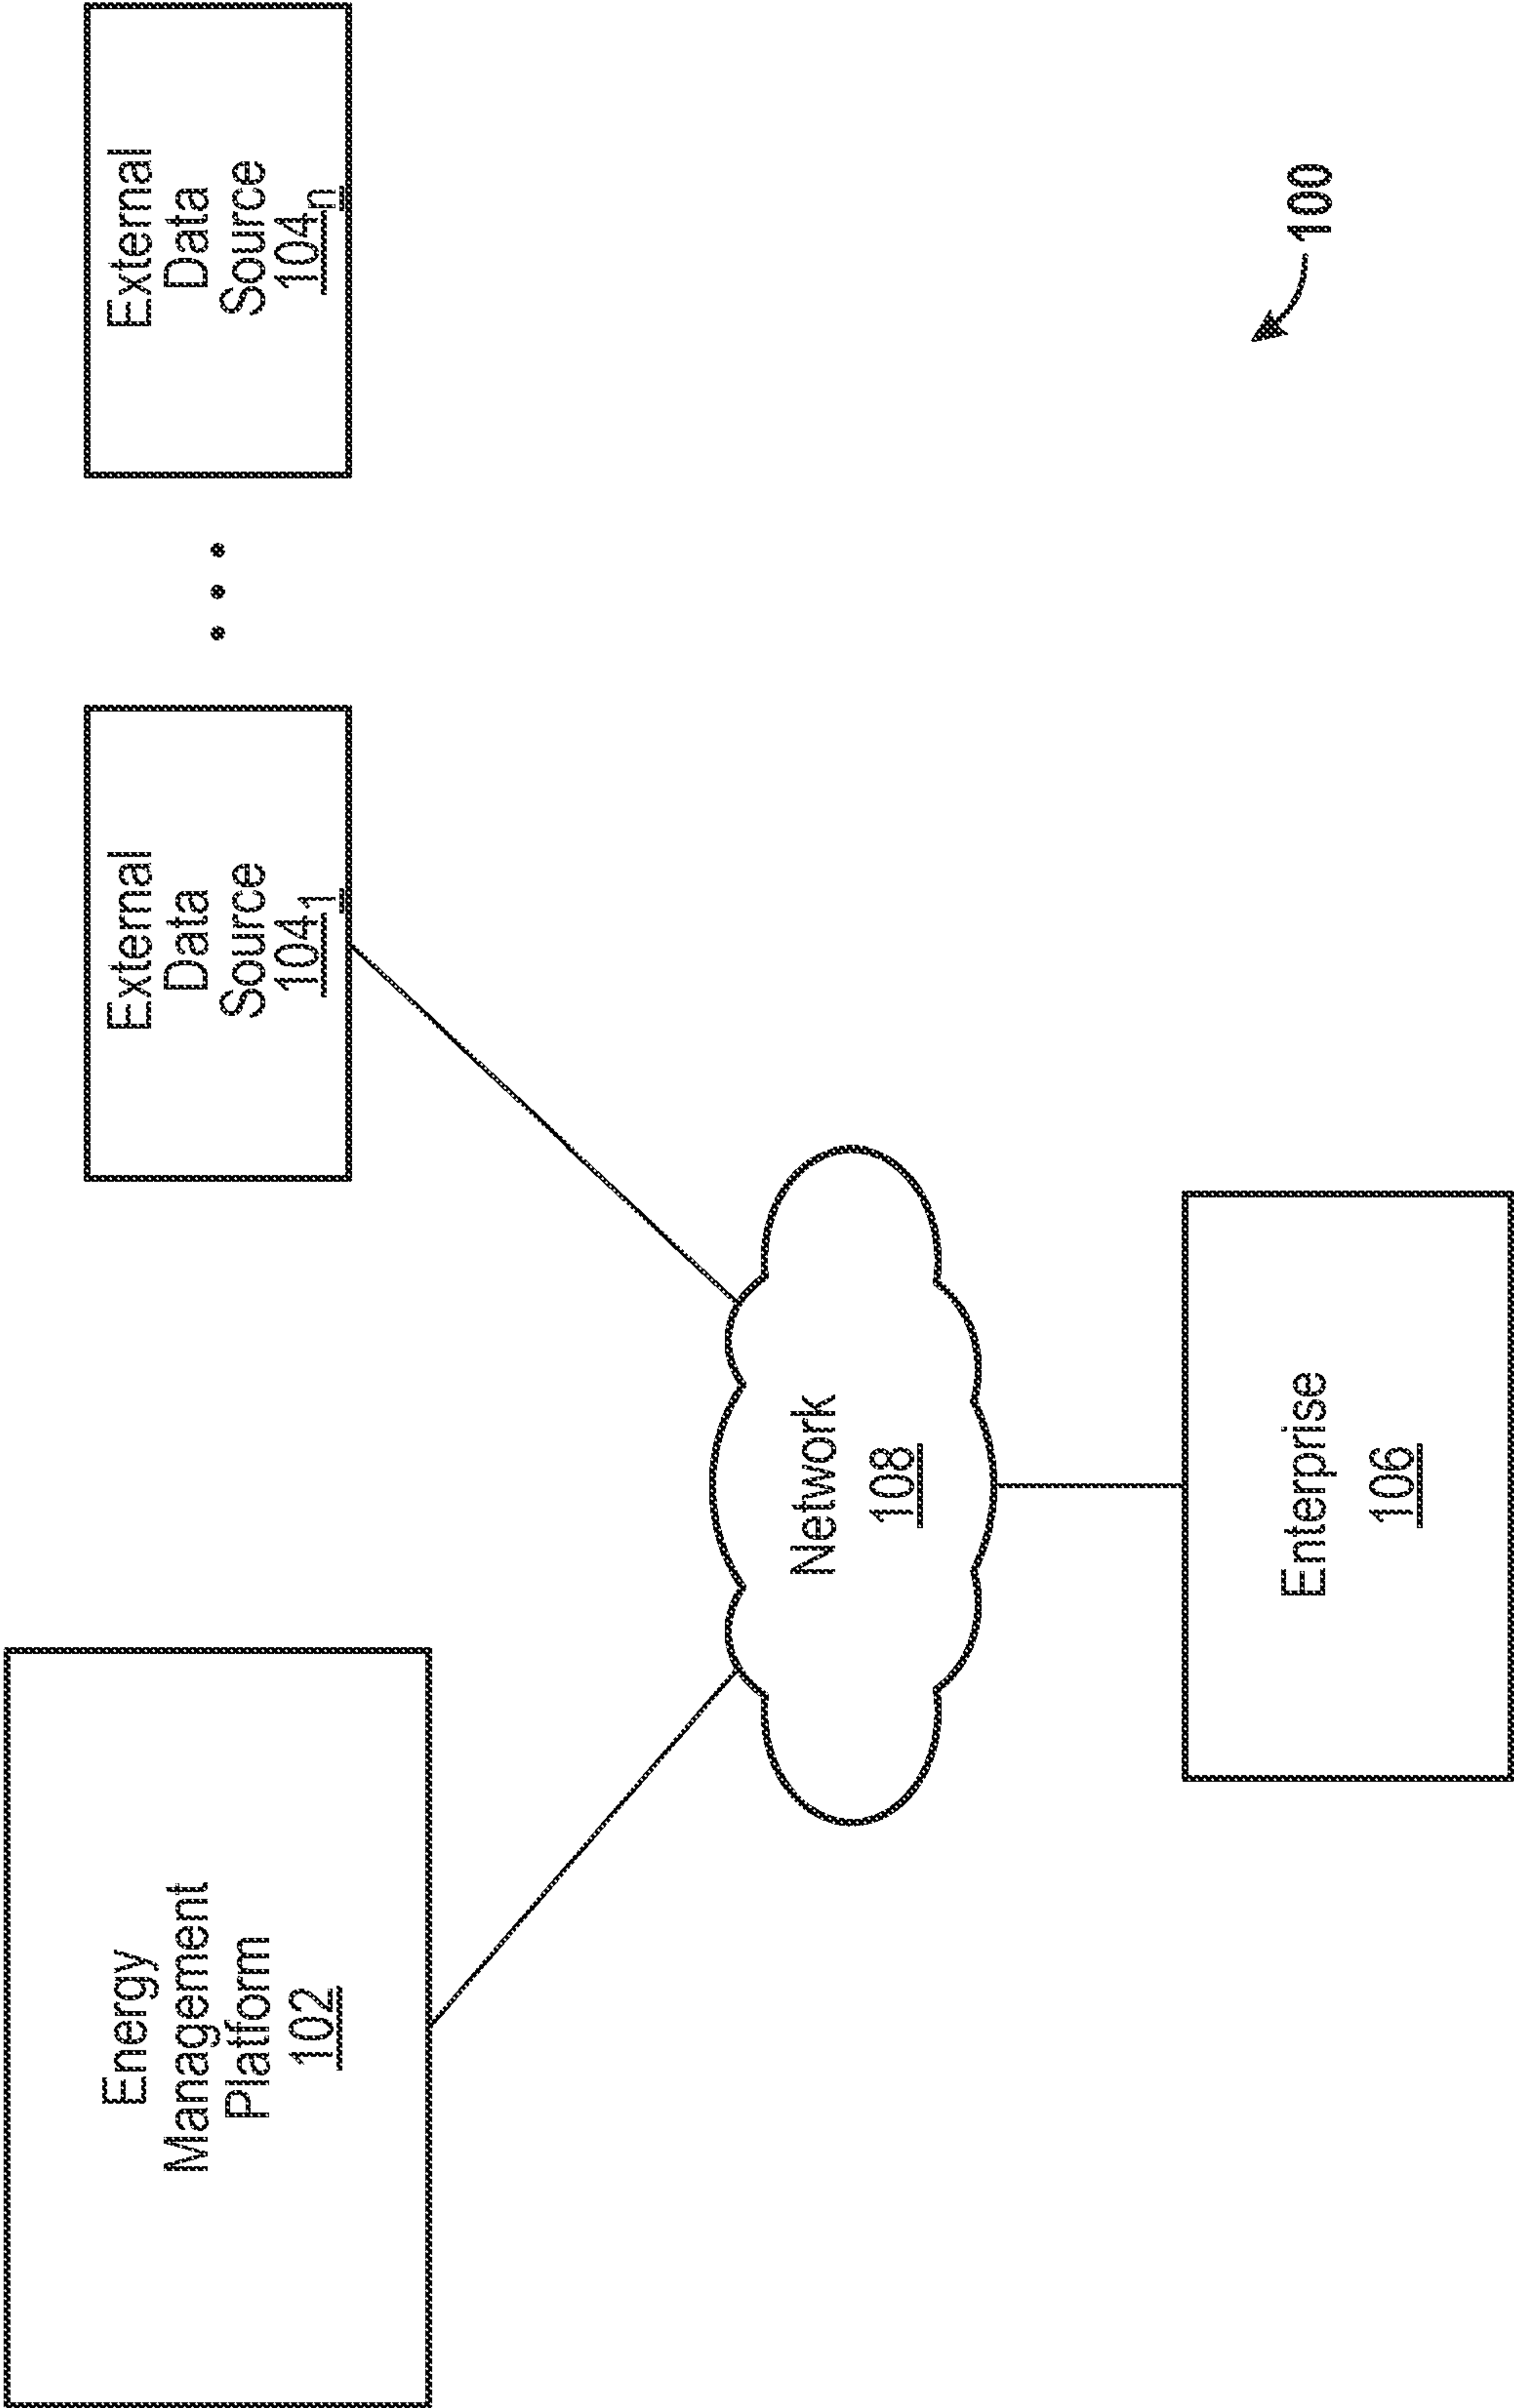 Energy
Management
Platform
102
External
Data
Source
104₁
External
Data
Source
104ₙ
Network
108
Enterprise
106
100